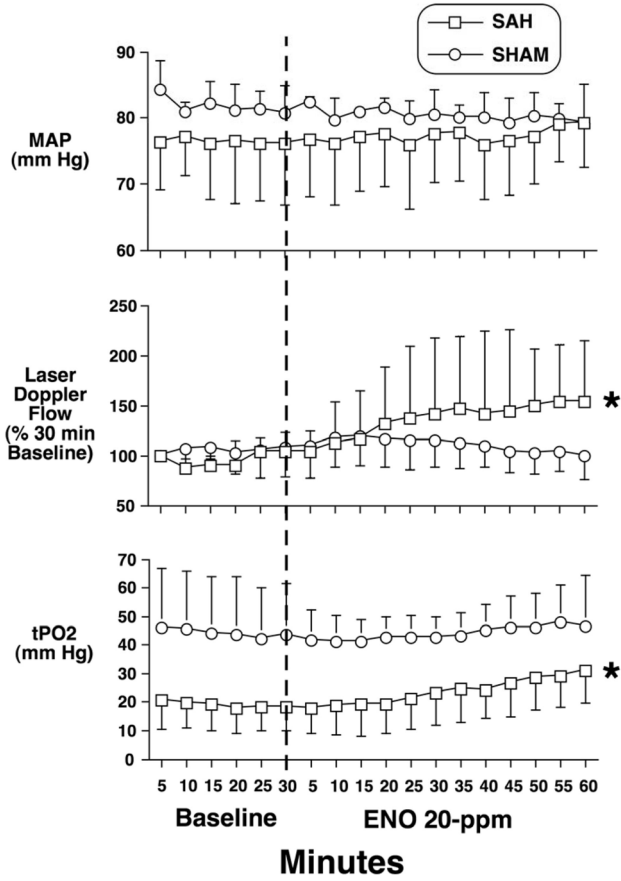 SAH
SHAM
90
80
70
60
MAP
(mm Hg)
250
200
150
100
50
Laser
Doppler
Flow
(% 30 min
Baseline)
*
70
60
50
40
30
20
10
0
tPO2
(mm Hg)
*
5 10 15 20 25 30 5 10 15 20 25 30 35 40 45 50 55 60
Baseline ENO 20-ppm
Minutes